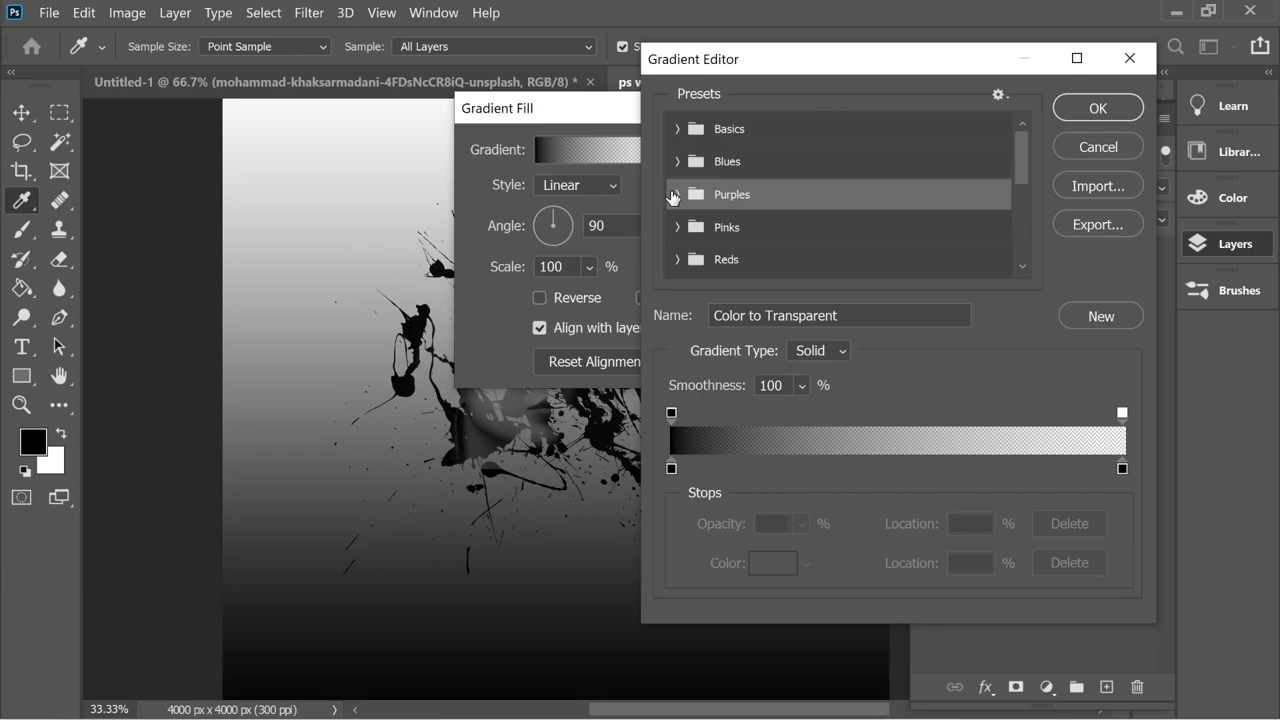 Ps File Edit Image Layer Type Select Filter 3D View Window Help
Sample Size: Point Sample Sample: All Layers
Untitled-1 @ 66.7% (mohammad-khaksarmadani-4FDsNcCR8iQ-unsplash, RGB/8) * × ps w
Gradient Fill
Gradient:
Style: Linear
Angle: 90
Scale: 100 %
Reverse
Align with laye
Reset Alignmen
Gradient Editor
Presets
Basics
Blues
Purples
Pinks
Reds
OK
Cancel
Import...
Export...
Name: Color to Transparent New
Gradient Type: Solid
Smoothness: 100 %
Stops
Opacity: % Location: % Delete
Color: Location: % Delete
Learn
Librar...
Color
Layers
Brushes
fx
33.33% 4000 px x 4000 px (300 ppi)